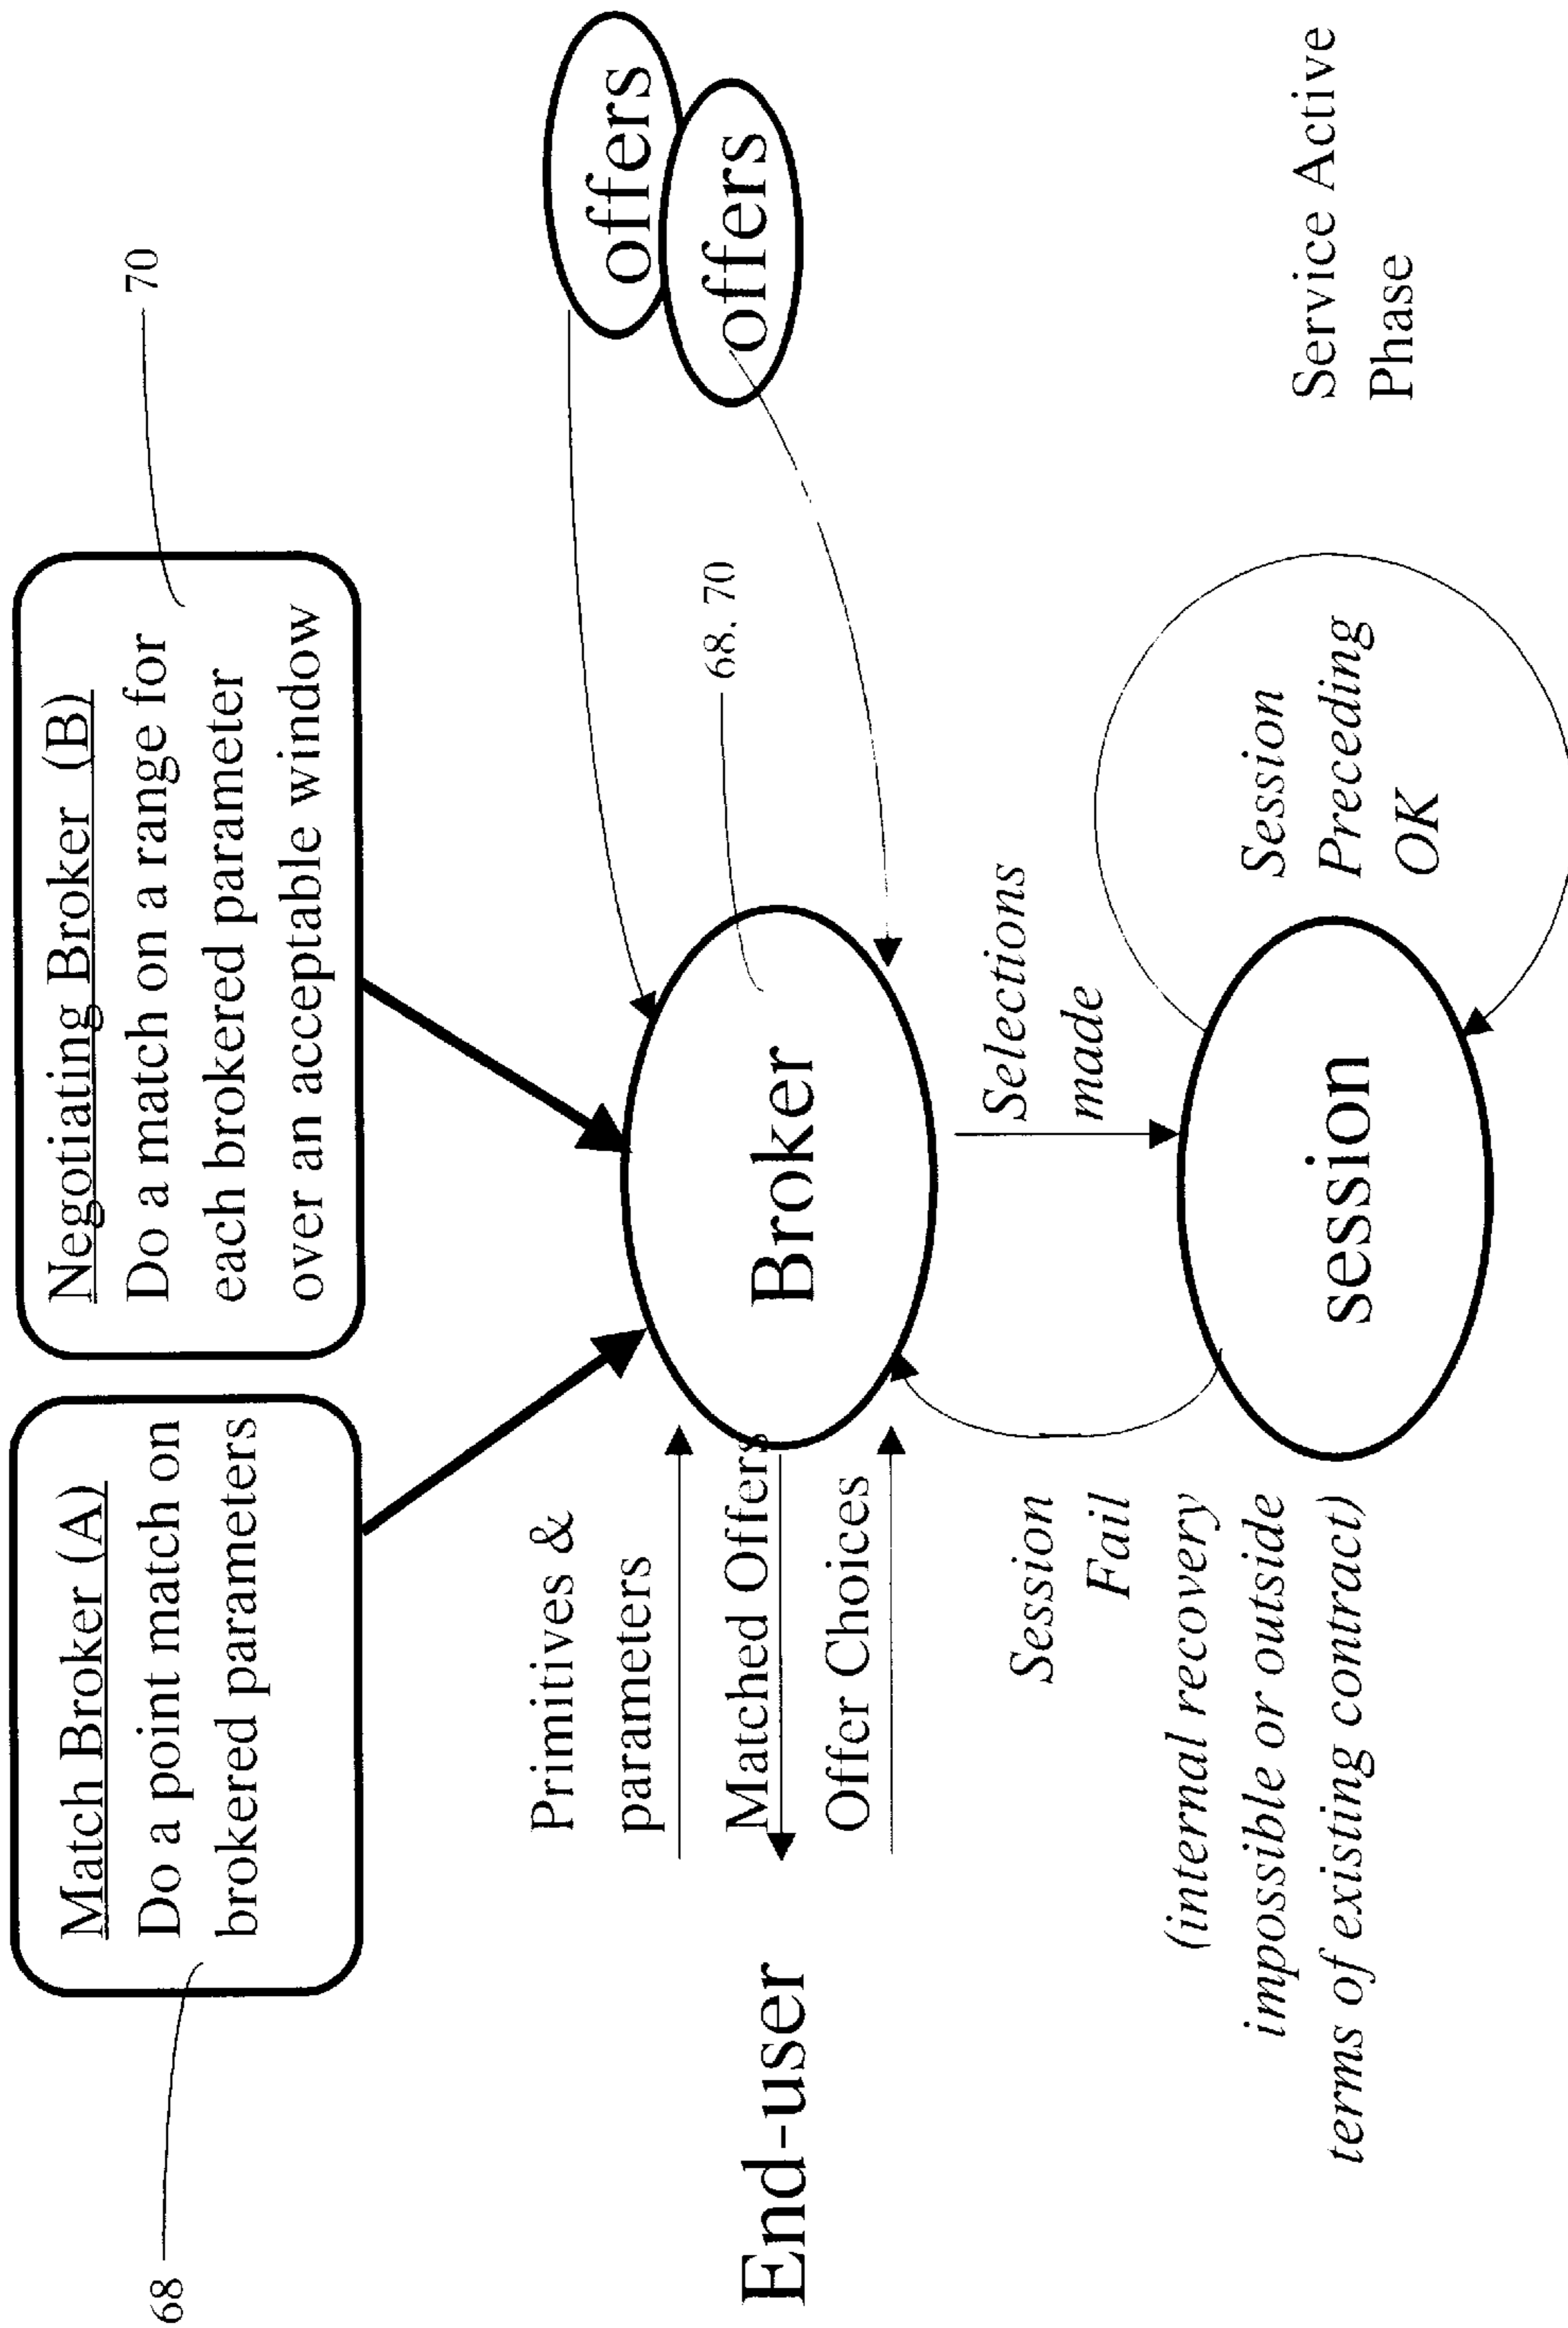 68
Match Broker (A)
Do a point match on
brokered parameters
Negotiating Broker (B)
Do a match on a range for
each brokered parameter
over an acceptable window
70
End-user
Primitives &
parameters
Matched Offers
Offer Choices
Broker
68, 70
offers
offers
Selections
made
Session
Fail
(internal recovery
impossible or outside
terms of existing contract)
session
Session
Preceding
OK
Service Active
Phase